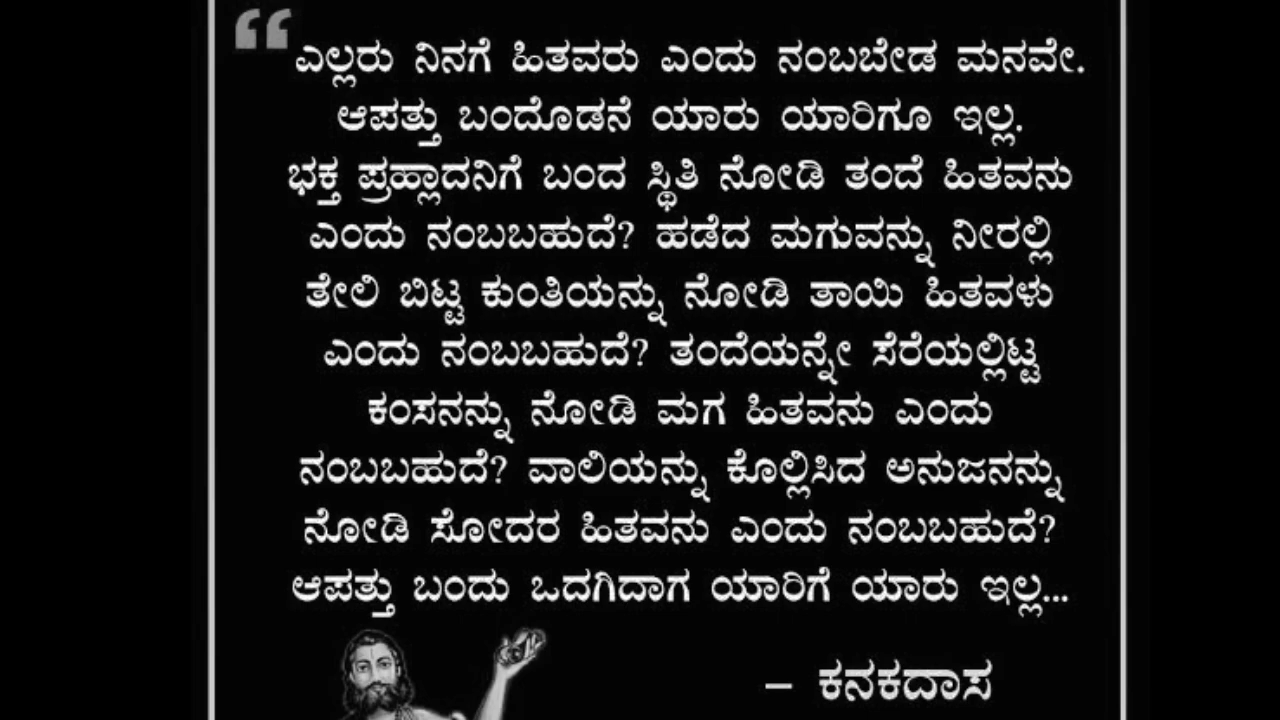 “ ಎಲ್ಲರು ನಿನಗೆ ಹಿತವರು ಎಂದು ನಂಬಬೇಡ ಮನವೇ.
ಆಪತ್ತು ಬಂದೊಡನೆ ಯಾರು ಯಾರಿಗೂ ಇಲ್ಲ.
ಭಕ್ತ ಪ್ರಹ್ಲಾದನಿಗೆ ಬಂದ ಸ್ಥಿತಿ ನೋಡಿ ತಂದೆ ಹಿತವನು
ಎಂದು ನಂಬಬಹುದೆ? ಹಡೆದ ಮಗುವನ್ನು ನೀರಲ್ಲಿ
ತೇಲಿ ಬಿಟ್ಟ ಕುಂತಿಯನ್ನು ನೋಡಿ ತಾಯಿ ಹಿತವಳು
ಎಂದು ನಂಬಬಹುದೆ? ತಂದೆಯನ್ನೇ ಸೆರೆಯಲ್ಲಿಟ್ಟ
ಕಂಸನನ್ನು ನೋಡಿ ಮಗ ಹಿತವನು ಎಂದು
ನಂಬಬಹುದೆ? ವಾಲಿಯನ್ನು ಕೊಲ್ಲಿಸಿದ ಅನುಜನನ್ನು
ನೋಡಿ ಸೋದರ ಹಿತವನು ಎಂದು ನಂಬಬಹುದೆ?
ಆಪತ್ತು ಬಂದು ಒದಗಿದಾಗ ಯಾರಿಗೆ ಯಾರು ಇಲ್ಲ...
– ಕನಕದಾಸ